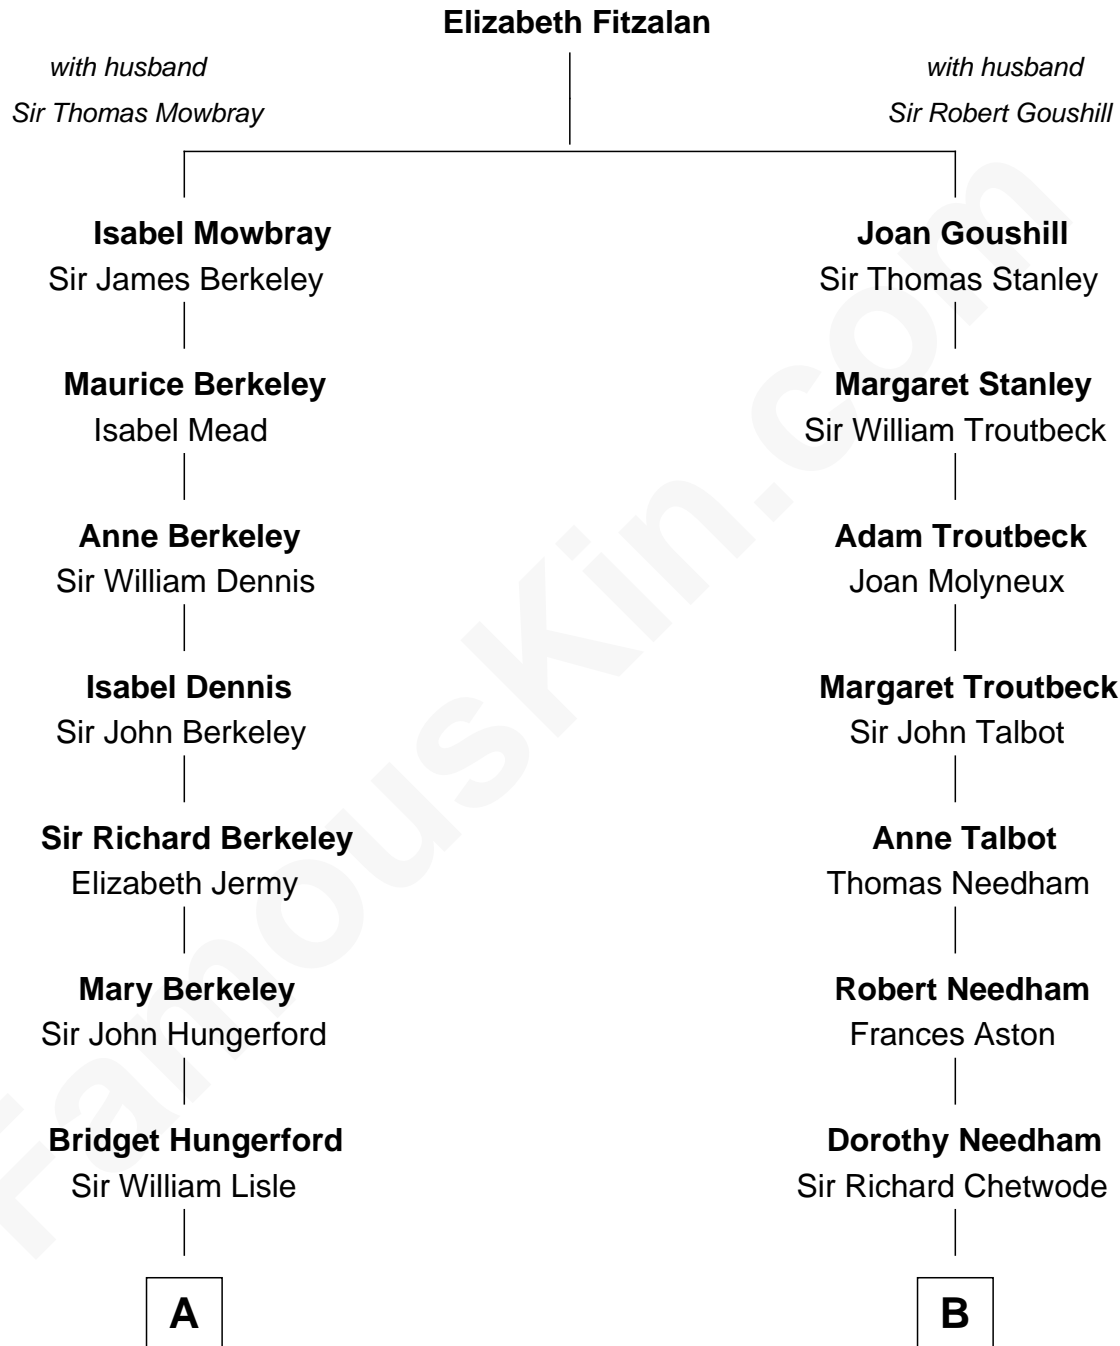 Elizabeth Fitzalan
with husband
Sir Thomas Mowbray
with husband
Sir Robert Goushill
Isabel Mowbray
Sir James Berkeley
Maurice Berkeley
Isabel Mead
Anne Berkeley
Sir William Dennis
Isabel Dennis
Sir John Berkeley
Sir Richard Berkeley
Elizabeth Jermy
Mary Berkeley
Sir John Hungerford
Bridget Hungerford
Sir William Lisle
A
Joan Goushill
Sir Thomas Stanley
Margaret Stanley
Sir William Troutbeck
Adam Troutbeck
Joan Molyneux
Margaret Troutbeck
Sir John Talbot
Anne Talbot
Thomas Needham
Robert Needham
Frances Aston
Dorothy Needham
Sir Richard Chetwode
B
FamousKin.com